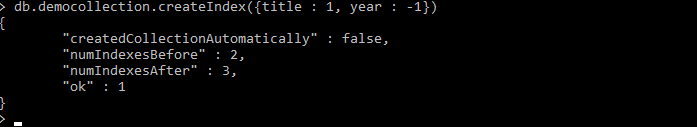 > db.democollection.createIndex({title : 1, year : -1})
{
        "createdCollectionAutomatically" : false,
        "numIndexesBefore" : 2,
        "numIndexesAfter" : 3,
        "ok" : 1
}
>